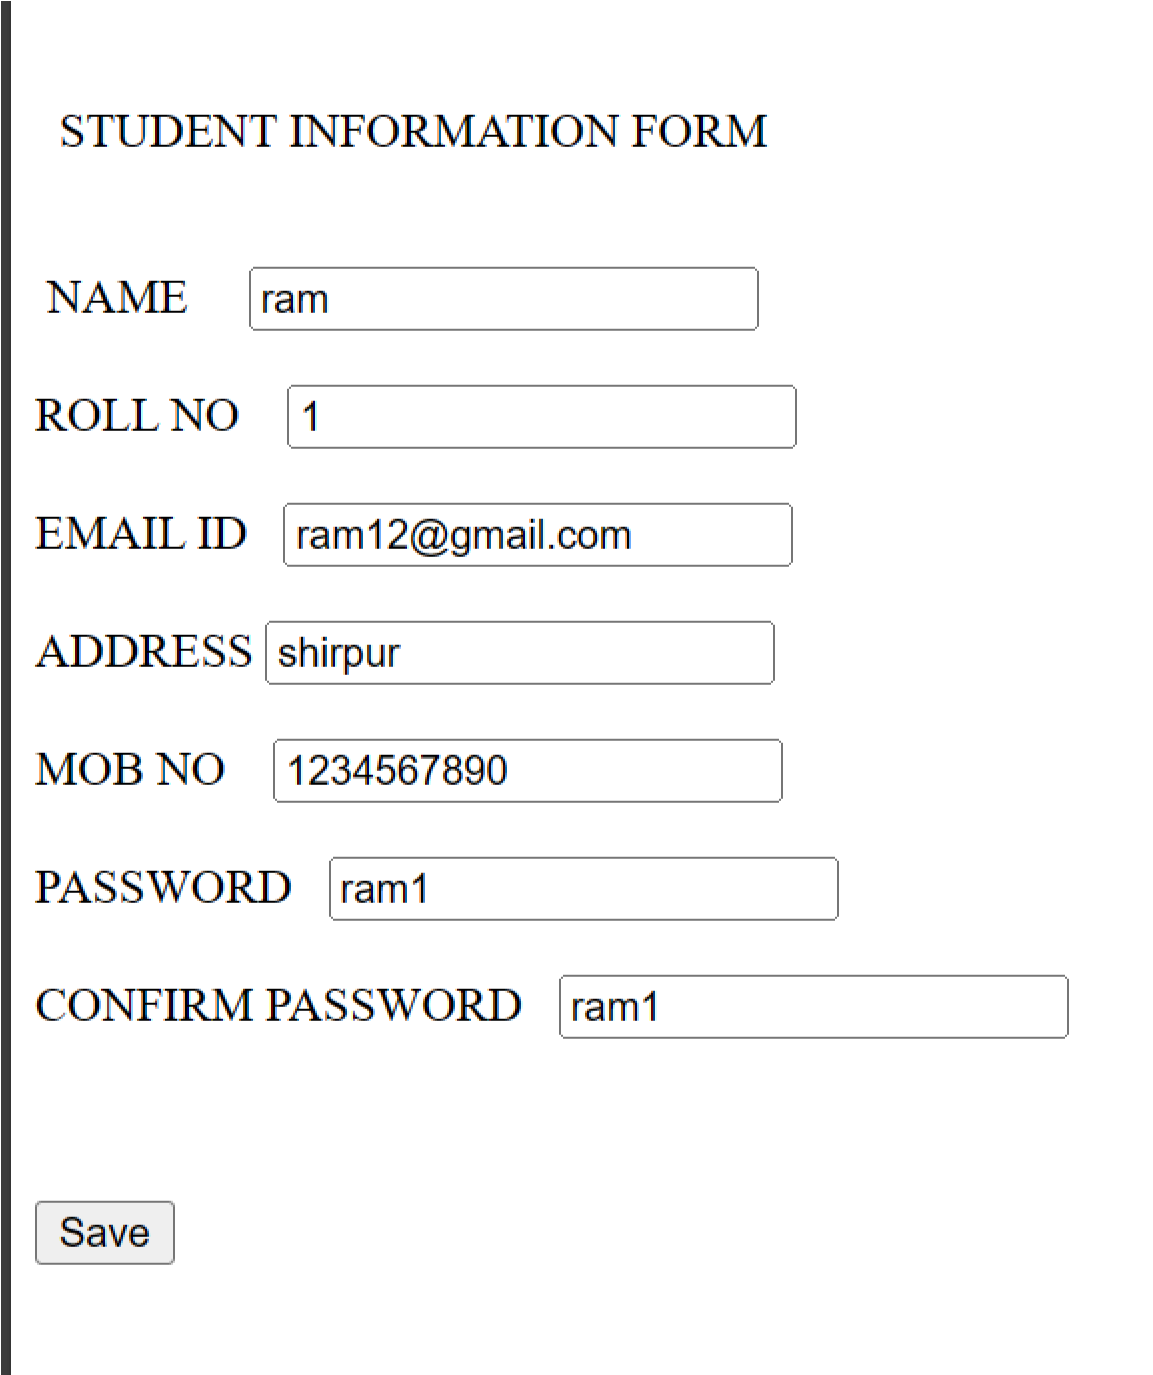 STUDENT INFORMATION FORM
NAME ram
ROLL NO 1
EMAIL ID ram12@gmail.com
ADDRESS shirpur
MOB NO 1234567890
PASSWORD ram1
CONFIRM PASSWORD ram1
Save